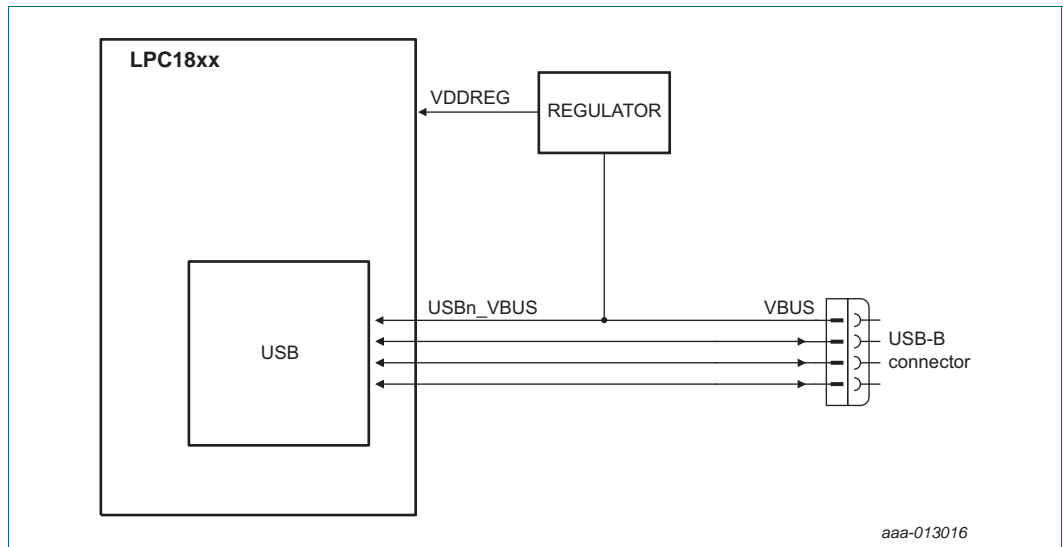 LPC18xx
VDDREG
REGULATOR
USBn_VBUS
VBUS
USB
USB-B
connector
aaa-013016